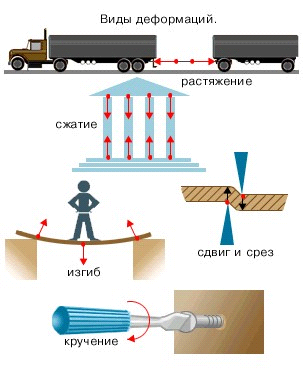 Виды деформаций.
растяжение
сжатие
сдвиг и срез
изгиб
кручение